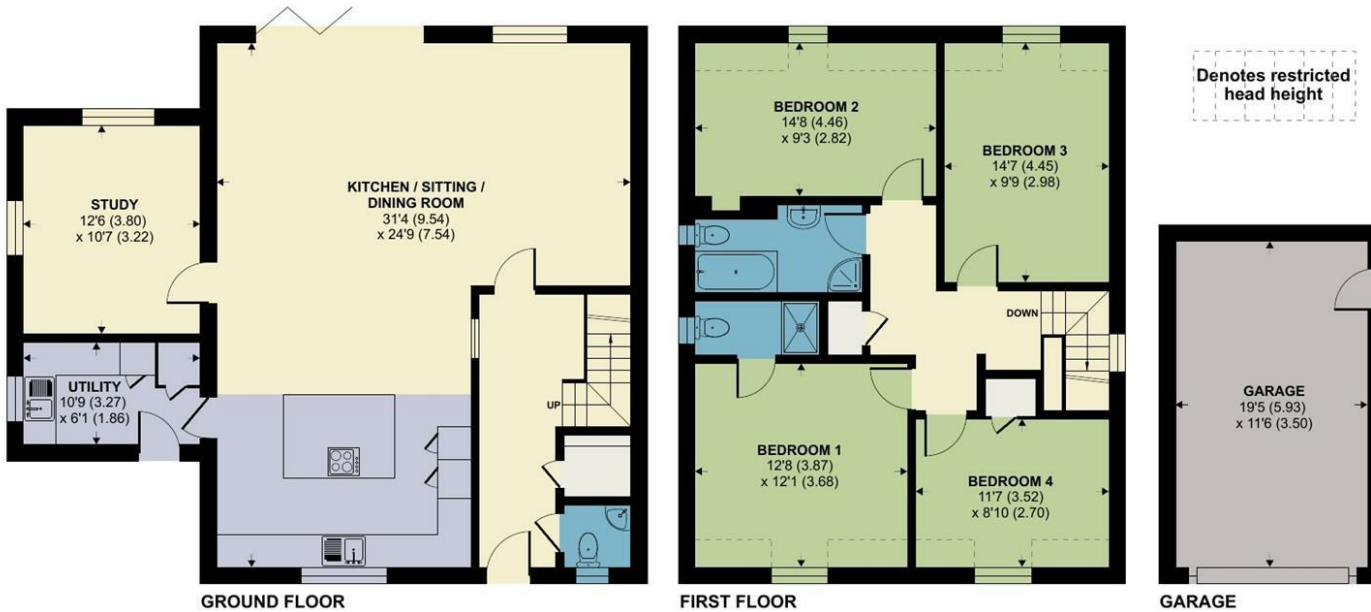 STUDY
12'6 (3.80)
x 10'7 (3.22)
KITCHEN / SITTING /
DINING ROOM
31'4 (9.54)
x 24'9 (7.54)
UTILITY
10'9 (3.27)
x 6'1 (1.86)
UP
GROUND FLOOR
BEDROOM 2
14'8 (4.46)
x 9'3 (2.82)
BEDROOM 3
14'7 (4.45)
x 9'9 (2.98)
DOWN
BEDROOM 1
12'8 (3.87)
x 12'1 (3.68)
BEDROOM 4
11'7 (3.52)
x 8'10 (2.70)
FIRST FLOOR
Denotes restricted
head height
GARAGE
19'5 (5.93)
x 11'6 (3.50)
GARAGE